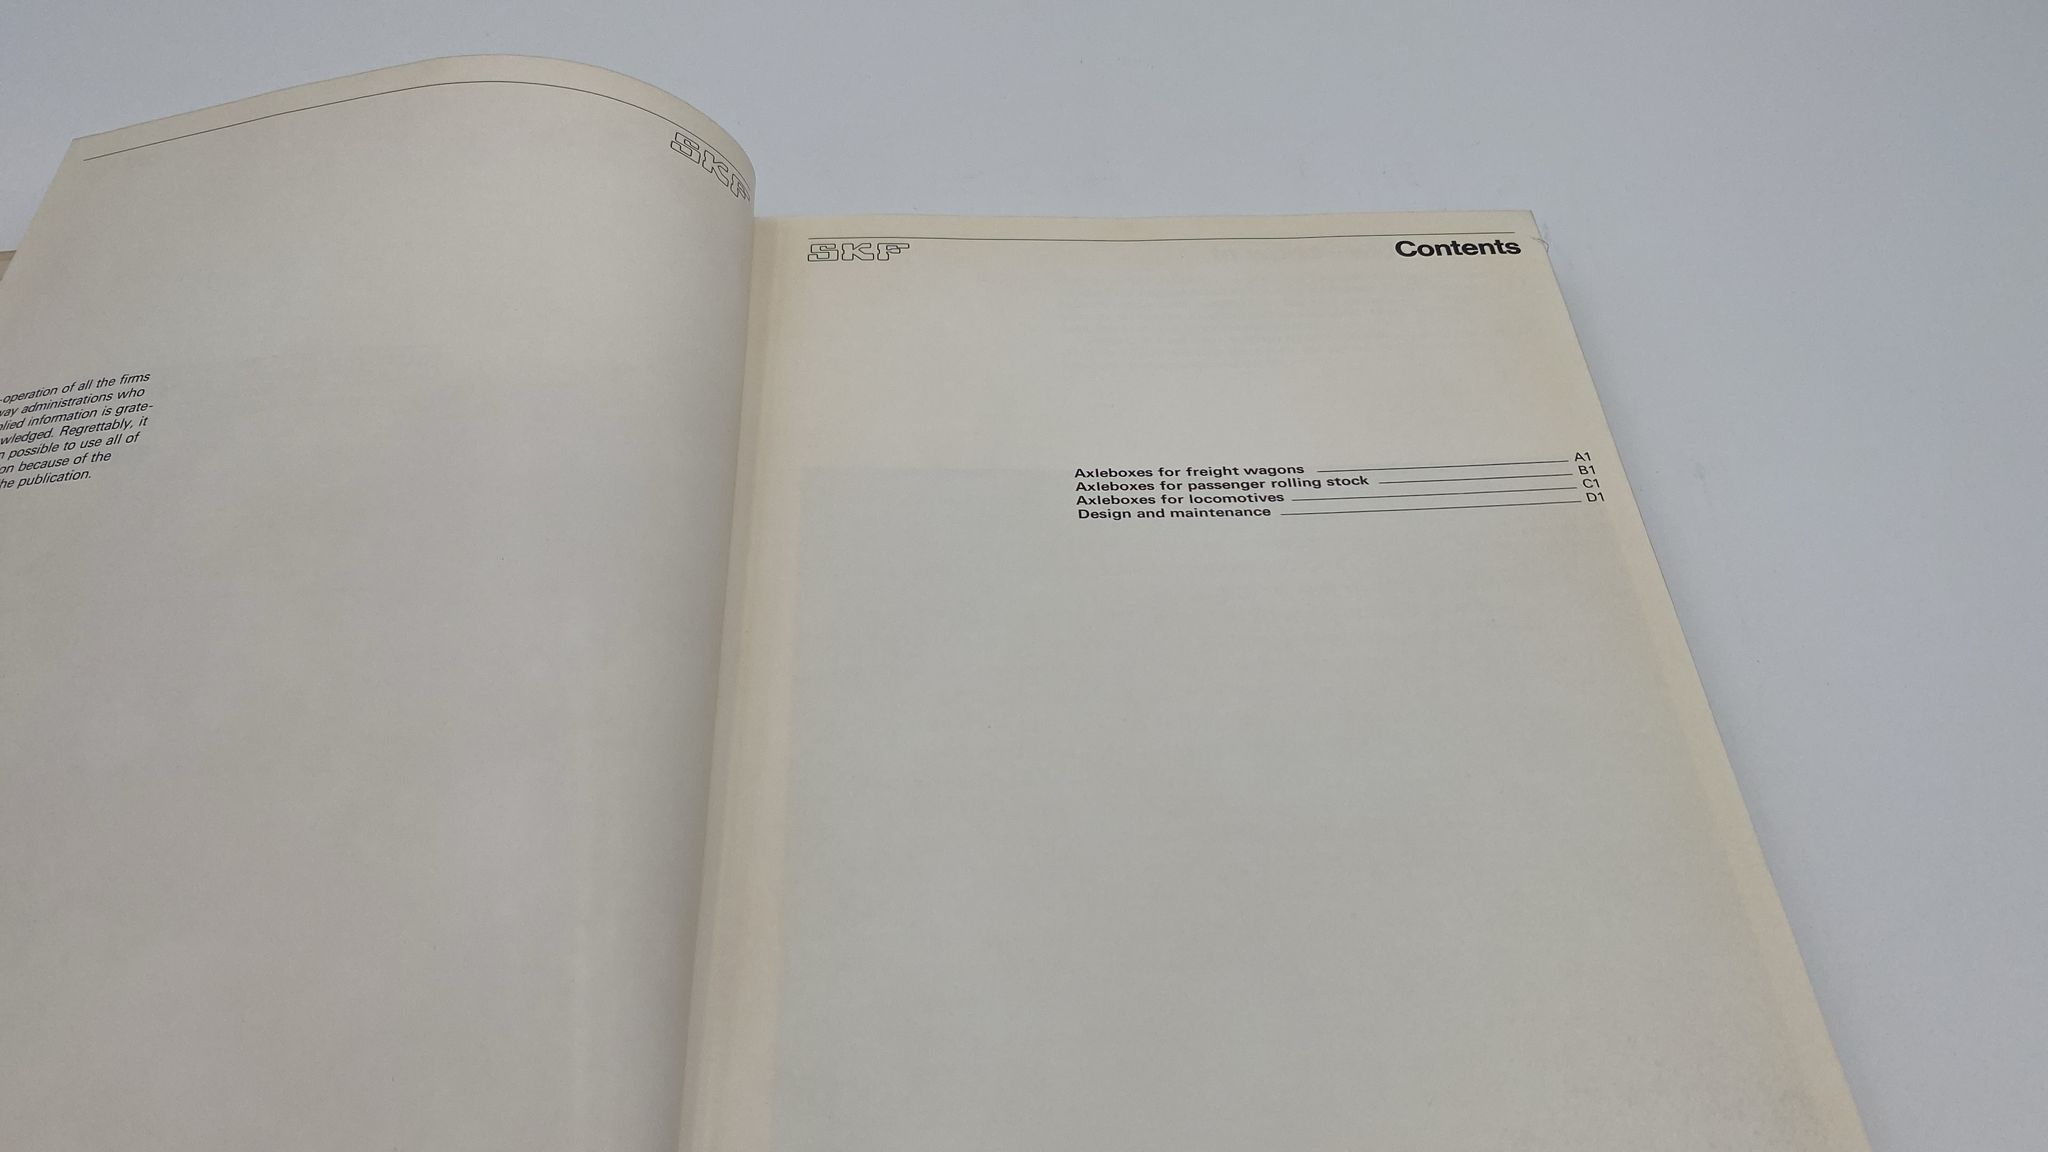 SKF
-operation of all the firms
way administrations who
plied information is grate-
wledged. Regrettably, it
n possible to use all of
on because of the
he publication.
SKF
Contents
Axleboxes for freight wagons A1
Axleboxes for passenger rolling stock B1
Axleboxes for locomotives C1
Design and maintenance D1